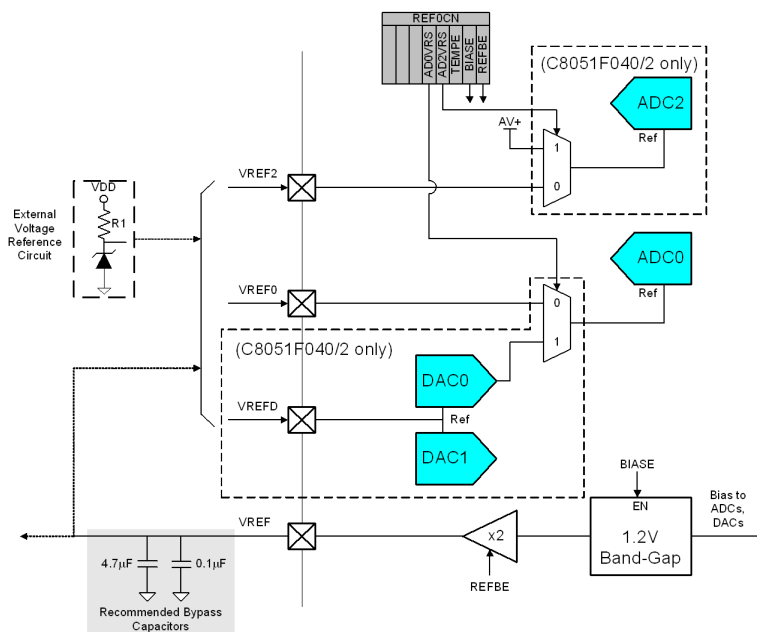 REF0CN
AD0VRS
AD2VRS
TEMPE
BIASE
REFBE
(C8051F040/2 only)
ADC2
Ref
AV+
1
0
VDD
R1
External
Voltage
Reference
Circuit
VREF2
ADC0
Ref
VREF0
0
1
(C8051F040/2 only)
DAC0
VREFD
Ref
DAC1
BIASE
EN
Bias to
ADCs,
DACs
VREF
x2
1.2V
Band-Gap
REFBE
4.7µF
0.1µF
Recommended Bypass
Capacitors